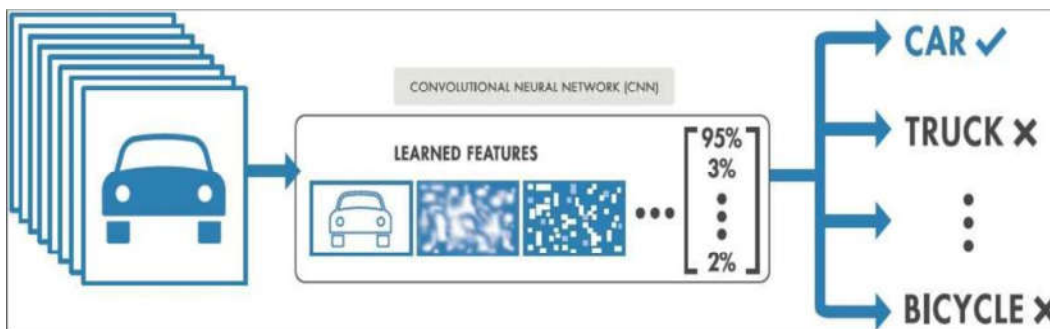 CONVOLUTIONAL NEURAL NETWORK (CNN)
LEARNED FEATURES
95%
3%
2%
CAR
TRUCK
BICYCLE